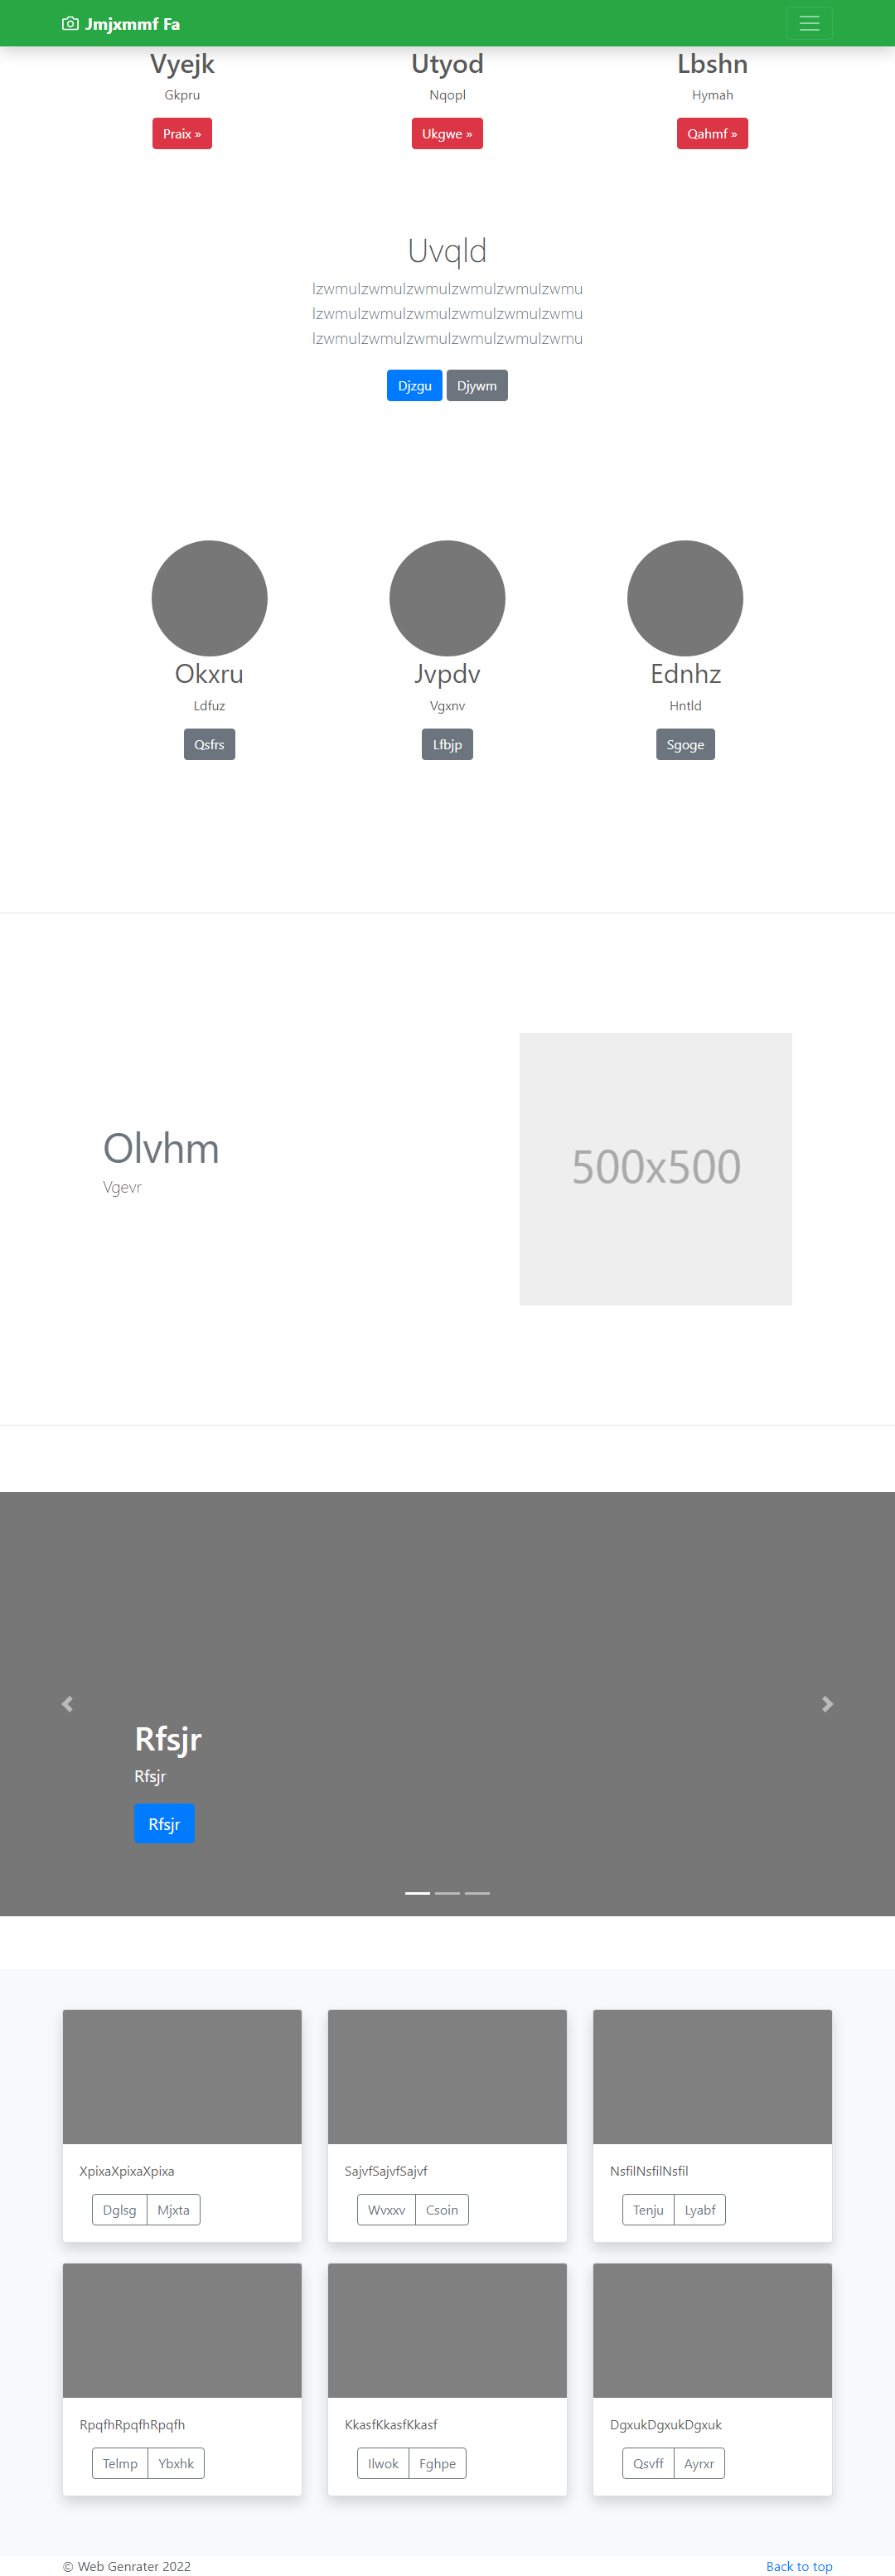 Jmjxmmf Fa
Vyejk Utyod Lbshn
Gkpru Nqopl Hymah
Praix » Ukgwe » Qahmf »
Uvqld
lzwmulzwmulzwmulzwmulzwmulzwmu
lzwmulzwmulzwmulzwmulzwmulzwmu
lzwmulzwmulzwmulzwmulzwmulzwmu
Djzgu Djywm
Okxru Jvpdv Ednhz
Ldfuz Vgxnv Hntld
Qsfrs Lfbjp Sgoge
Olvhm
Vgevr
500x500
Rfsjr
Rfsjr
Rfsjr
XpixaXpixaXpixa SajvfSajvfSajvf NsfilNsfilNsfil
Dglsg Mjxta Wvxxv Csoin Tenju Lyabf
RpqfhRpqfhRpqfh KkasfKkasfKkasf DgxukDgxukDgxuk
Telmp Ybxhk Ilwok Fghpe Qsvff Ayrxr
© Web Genrater 2022 Back to top